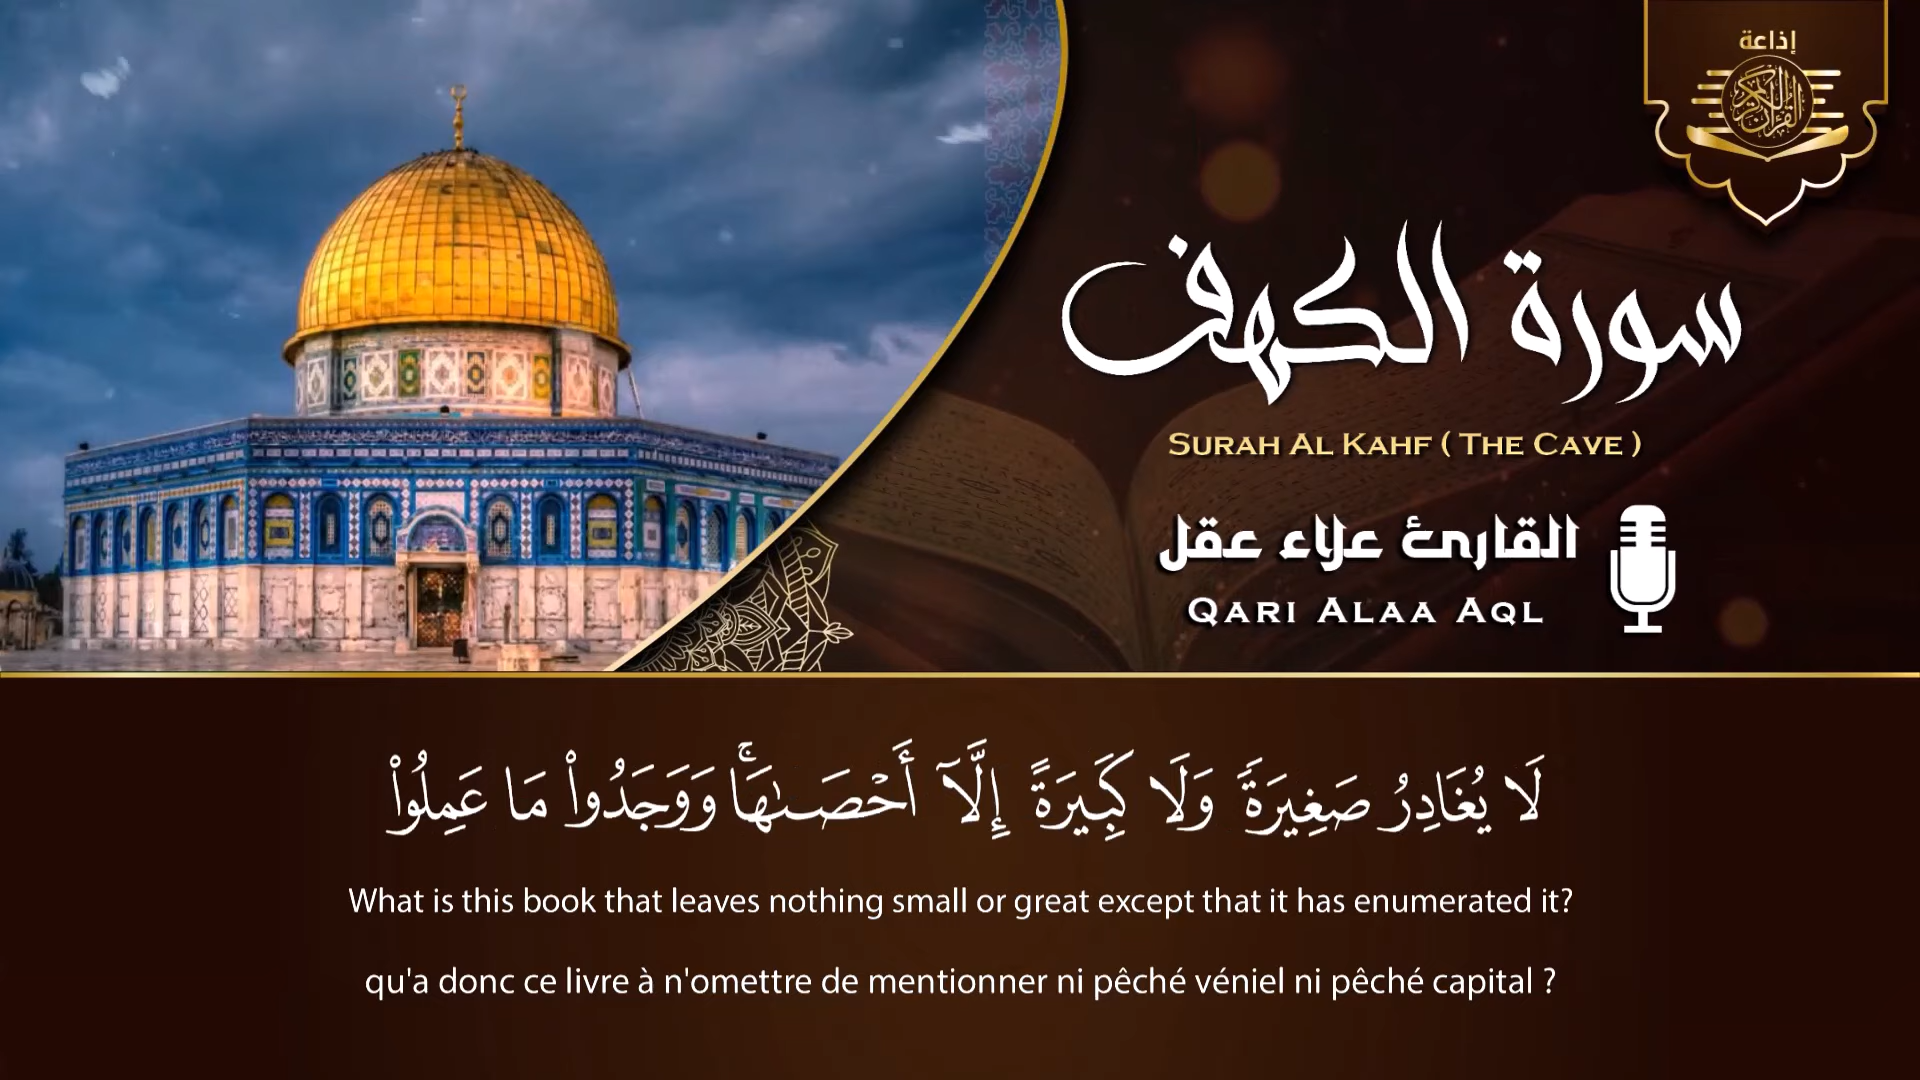 إذاعة
القرآن الكريم
سورة الكهف
SURAH AL KAHF ( THE CAVE )
القارئ علاء عقل
QARI ALAA AQL
لَا يُغَادِرُ صَغِيرَةً وَلَا كَبِيرَةً إِلَّآ أَحْصَىٰهَا ۚ وَوَجَدُوا۟ مَا عَمِلُوا۟
What is this book that leaves nothing small or great except that it has enumerated it?
qu'a donc ce livre à n'omettre de mentionner ni pêché véniel ni pêché capital ?